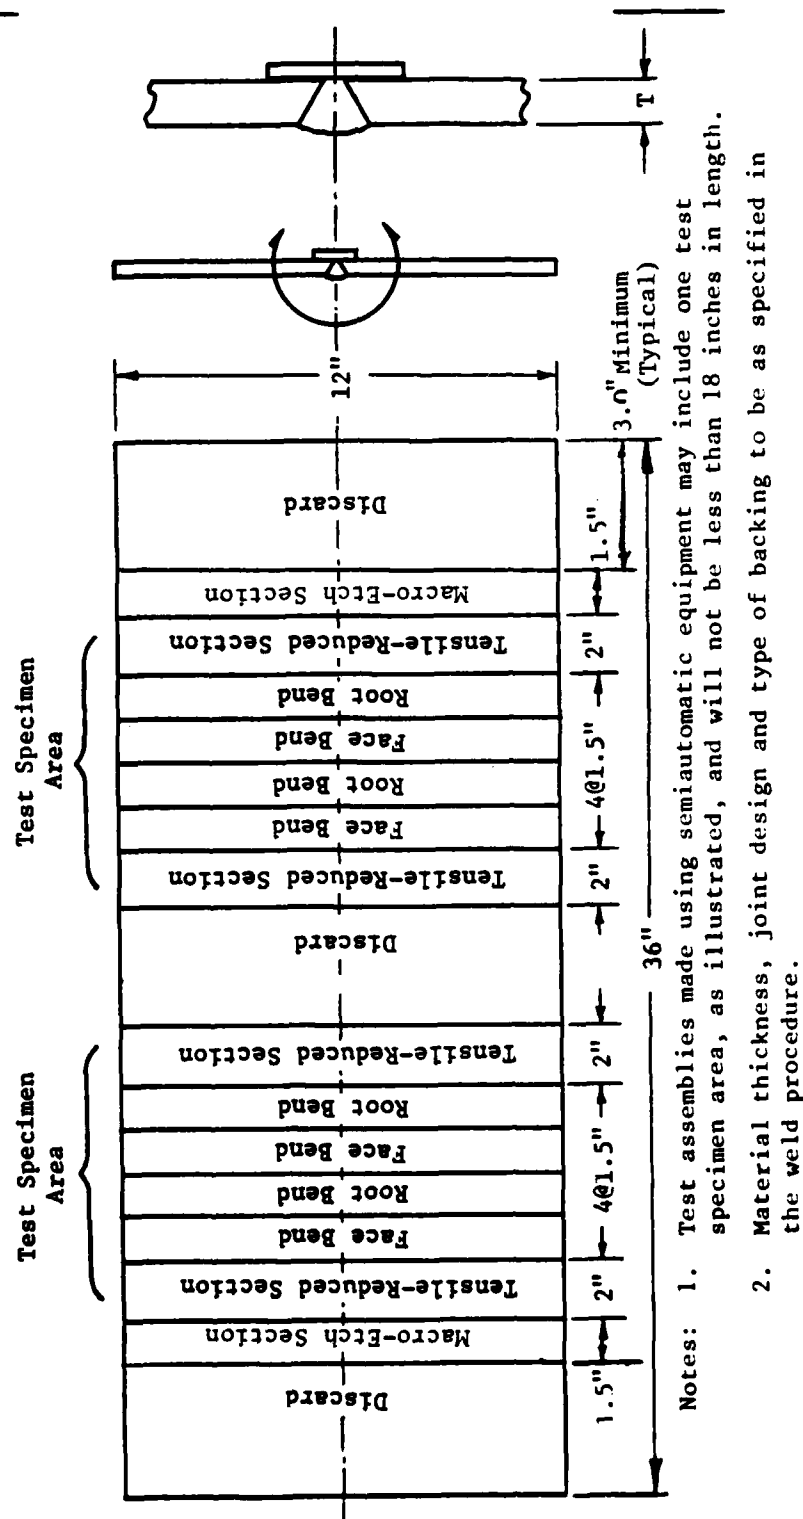 Test Specimen
Area
Test Specimen
Area
Discard
Macro-Etch Section
Tensile-Reduced Section
Face Bend
Root Bend
Face Bend
Root Bend
Tensile-Reduced Section
Discard
Tensile-Reduced Section
Face Bend
Root Bend
Face Bend
Root Bend
Tensile-Reduced Section
Macro-Etch Section
Discard
12"
T
1.5"
2"
4@1.5"
2"
2"
4@1.5"
2"
1.5"
3.0" Minimum
(Typical)
36"
Notes: 1. Test assemblies made using semiautomatic equipment may include one test
specimen area, as illustrated, and will not be less than 18 inches in length.
2. Material thickness, joint design and type of backing to be as specified in
the weld procedure.